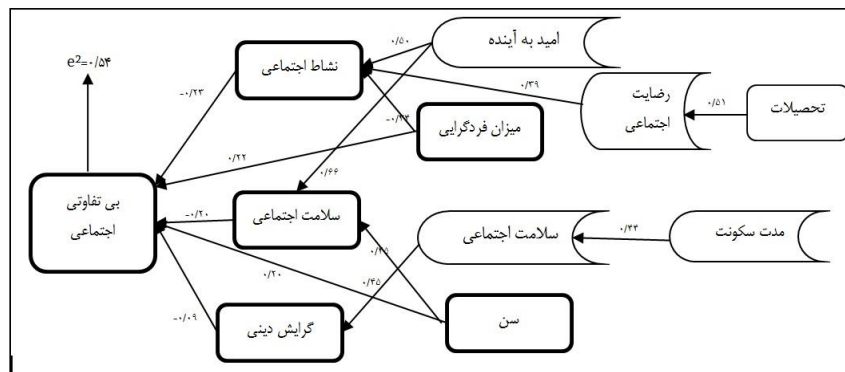 امید به آینده
۰/۵۰
نشاط اجتماعی
e²=۰/۵۴
۰/۳۹
رضایت
اجتماعی
۰/۵۱
تحصیلات
-۰/۲۳
میزان فردگرایی
۰/۲۲
۰/۶۶
بی تفاوتی
اجتماعی
-۰/۲۰
سلامت اجتماعی
سلامت اجتماعی
۰/۴۴
مدت سکونت
۰/۲۰
۰/۴۵
-۰/۰۹
گرایش دینی
سن